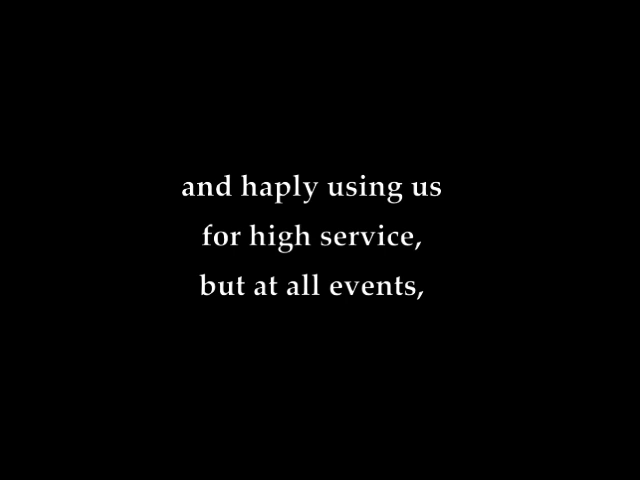 and haply using us
for high service,
but at all events,